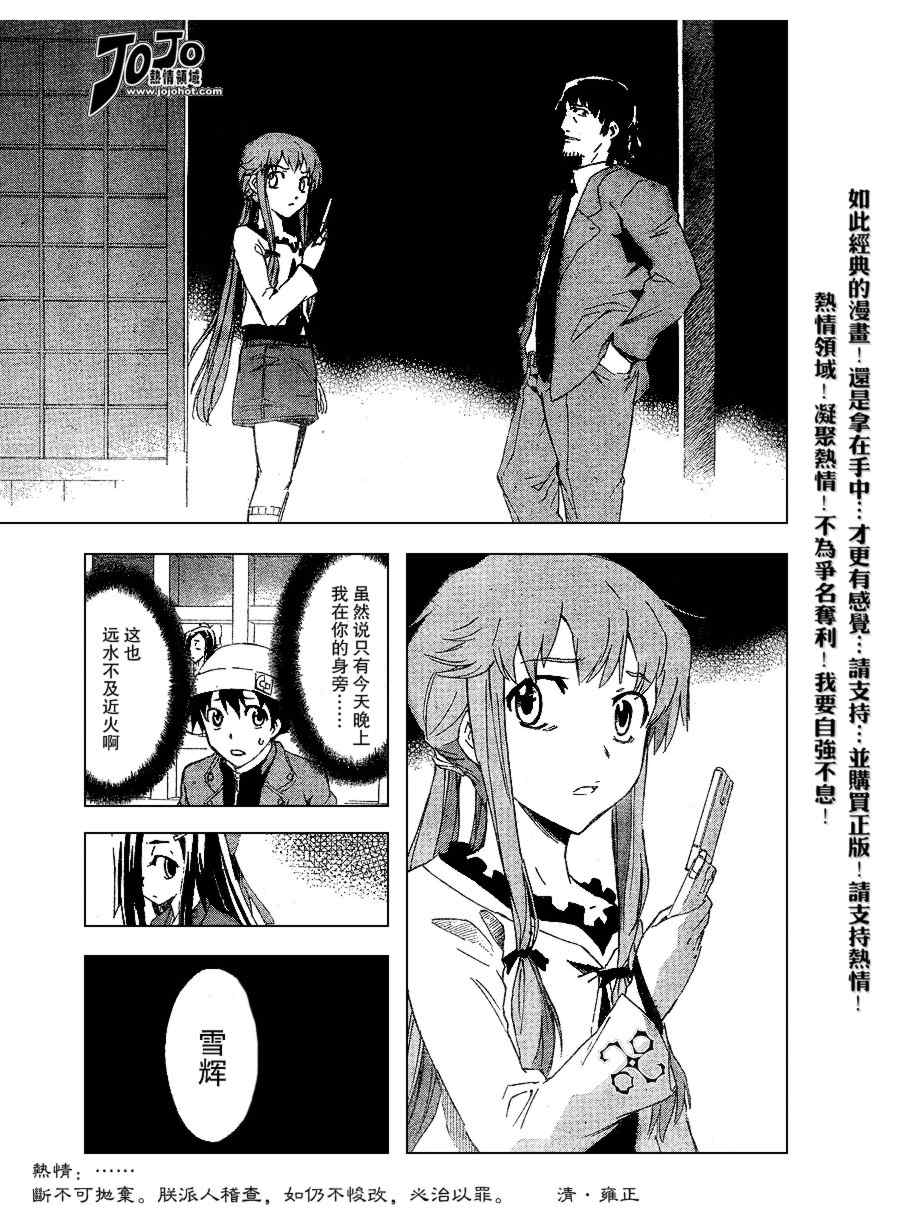 JOJO
熱情領域
www.jojohot.com
如此經典的漫畫！還是拿在手中…才更有感覺…請支持…並購買正版！請支持熱情！
熱情領域！凝聚熱情！不為爭名奪利！我要自強不息！
虽然说只有今天晚上
我在你的身旁……
这也
远水不及近火啊
雪辉
熱情：……
斷不可拋棄。朕派人稽查，如仍不悛改，必治以罪。 清·雍正